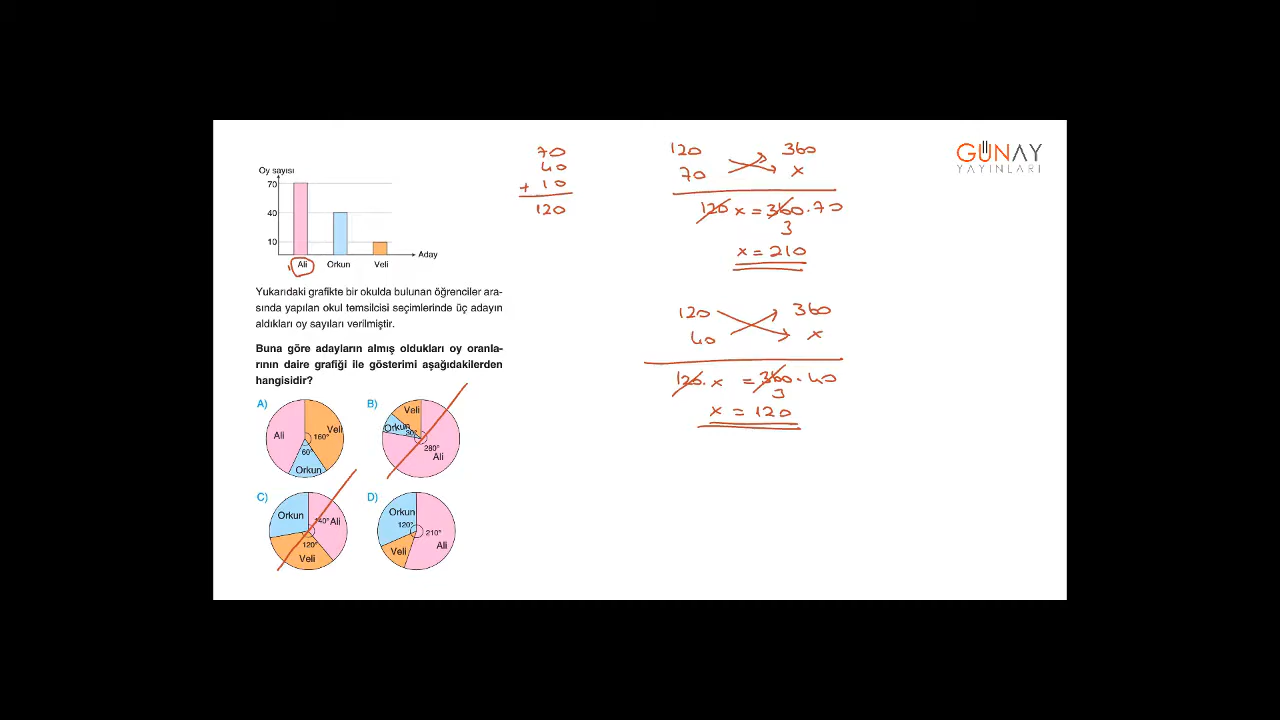 Oy sayısı
70
40
10
Ali
Orkun
Veli
Aday
Yukarıdaki grafikte bir okulda bulunan öğrenciler ara-
sında yapılan okul temsilcisi seçimlerinde üç adayın
aldıkları oy sayıları verilmiştir.
Buna göre adayların almış oldukları oy oranla-
rının daire grafiği ile gösterimi aşağıdakilerden
hangisidir?
A)
Ali
Veli
160°
60°
Orkun
B)
Veli
Orkun
30°
280°
Ali
C)
Orkun
140°
Ali
120°
Veli
D)
Orkun
120°
210°
Veli
Ali
70
40
+ 10
120
120 360
70 x
120 x = 360 . 70
3
x = 210
120 360
40 x
120 . x = 360 . 40
3
x = 120
GÜNAY
YAYINLARI